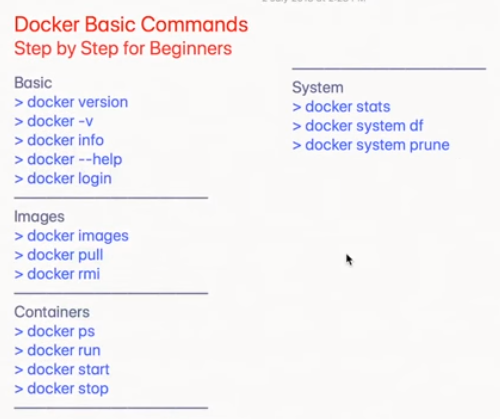 Docker Basic Commands
Step by Step for Beginners
Basic
> docker version
> docker -v
> docker info
> docker --help
> docker login
Images
> docker images
> docker pull
> docker rmi
Containers
> docker ps
> docker run
> docker start
> docker stop
System
> docker stats
> docker system df
> docker system prune